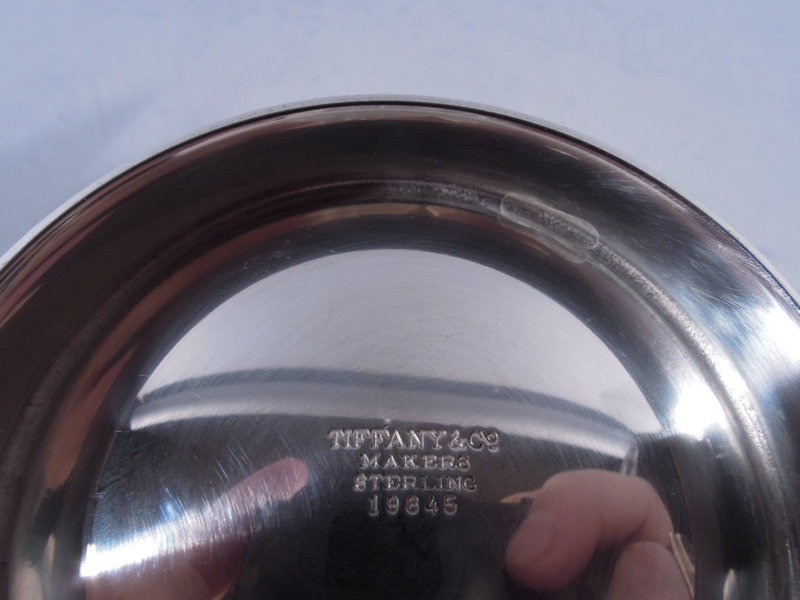 TIFFANY & Co
MAKERS
STERLING
19845